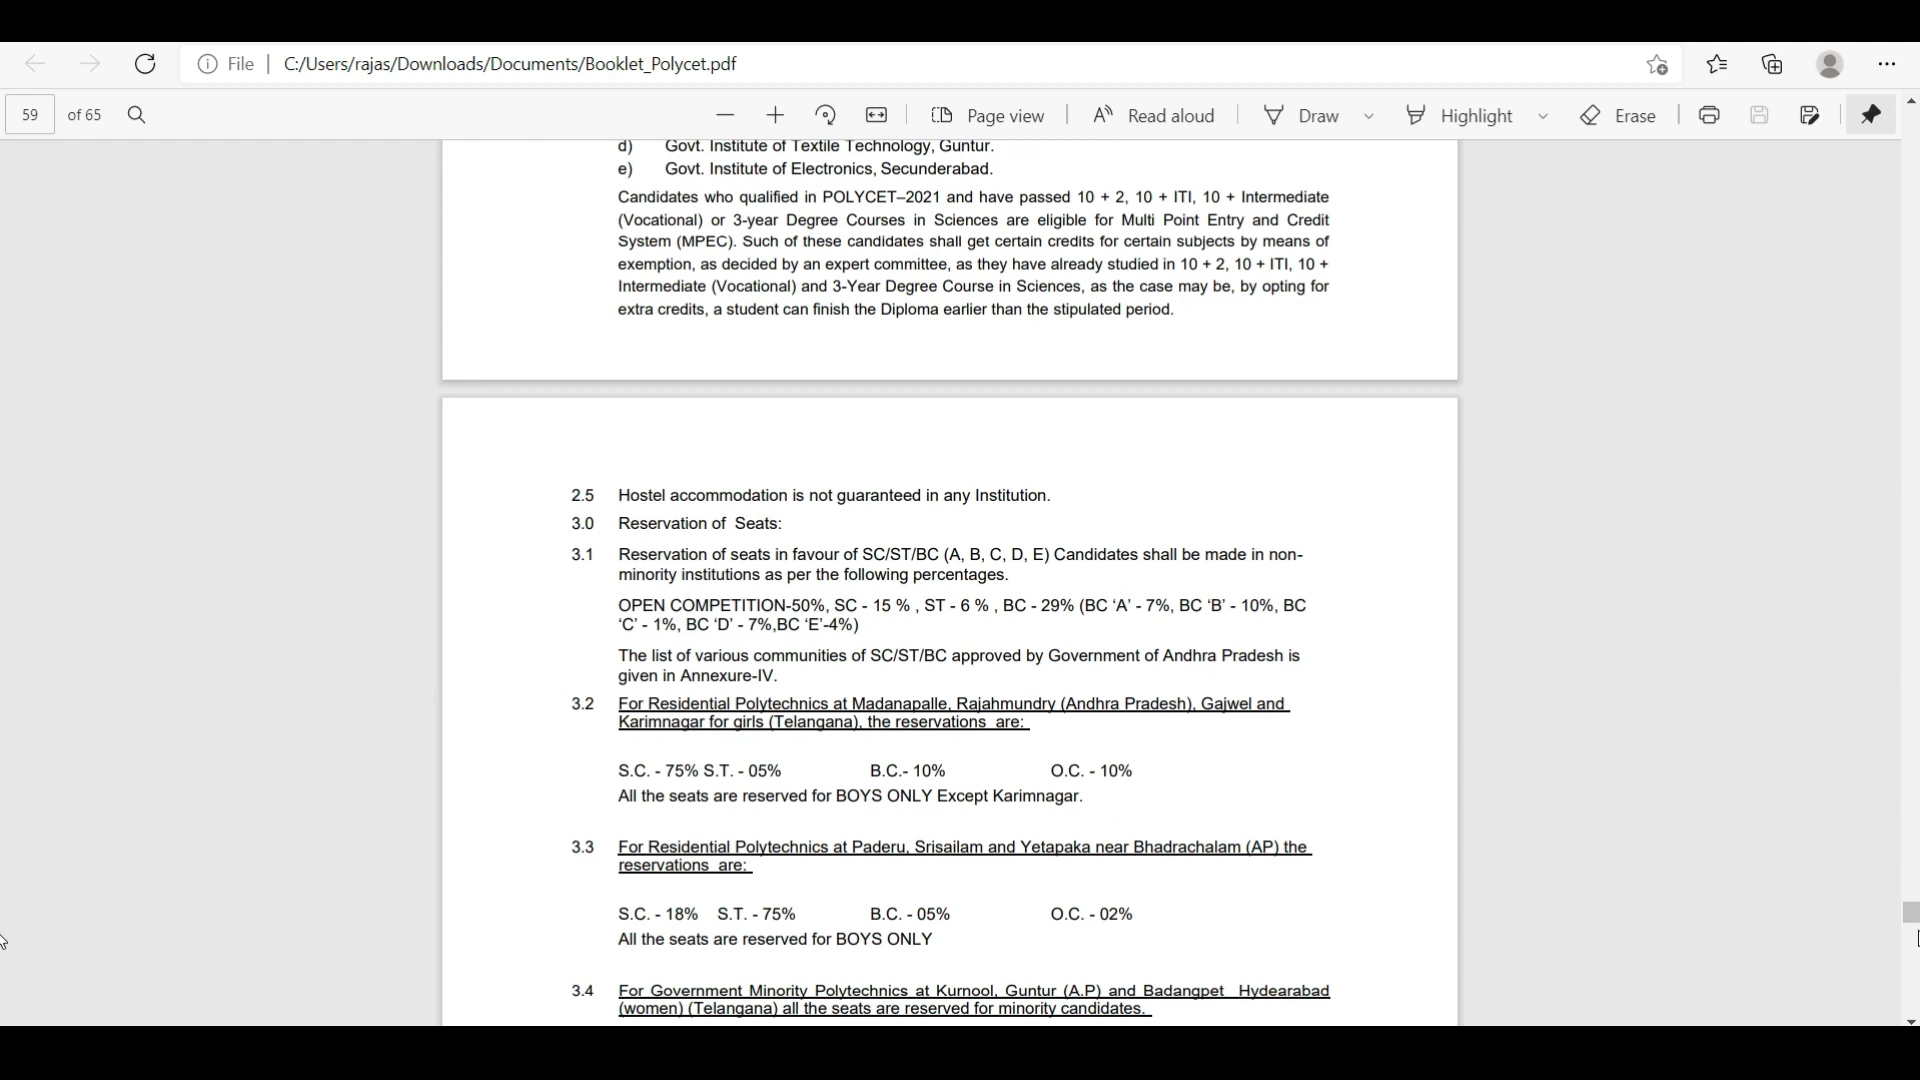 File | C:/Users/rajas/Downloads/Documents/Booklet_Polycet.pdf
59 of 65 Page view Read aloud Draw Highlight Erase
d) Govt. Institute of Textile Technology, Guntur.
e) Govt. Institute of Electronics, Secunderabad.
Candidates who qualified in POLYCET–2021 and have passed 10 + 2, 10 + ITI, 10 + Intermediate
(Vocational) or 3-year Degree Courses in Sciences are eligible for Multi Point Entry and Credit
System (MPEC). Such of these candidates shall get certain credits for certain subjects by means of
exemption, as decided by an expert committee, as they have already studied in 10 + 2, 10 + ITI, 10 +
Intermediate (Vocational) and 3-Year Degree Course in Sciences, as the case may be, by opting for
extra credits, a student can finish the Diploma earlier than the stipulated period.
2.5 Hostel accommodation is not guaranteed in any Institution.
3.0 Reservation of Seats:
3.1 Reservation of seats in favour of SC/ST/BC (A, B, C, D, E) Candidates shall be made in non-
minority institutions as per the following percentages.
OPEN COMPETITION-50%, SC - 15 % , ST - 6 % , BC - 29% (BC ‘A’ - 7%, BC ‘B’ - 10%, BC
‘C’ - 1%, BC ‘D’ - 7%,BC ‘E’-4%)
The list of various communities of SC/ST/BC approved by Government of Andhra Pradesh is
given in Annexure-IV.
3.2 For Residential Polytechnics at Madanapalle, Rajahmundry (Andhra Pradesh), Gajwel and
Karimnagar for girls (Telangana), the reservations are:
S.C. - 75% S.T. - 05% B.C.- 10% O.C. - 10%
All the seats are reserved for BOYS ONLY Except Karimnagar.
3.3 For Residential Polytechnics at Paderu, Srisailam and Yetapaka near Bhadrachalam (AP) the
reservations are:
S.C. - 18% S.T. - 75% B.C. - 05% O.C. - 02%
All the seats are reserved for BOYS ONLY
3.4 For Government Minority Polytechnics at Kurnool, Guntur (A.P) and Badangpet Hydearabad
(women) (Telangana) all the seats are reserved for minority candidates.